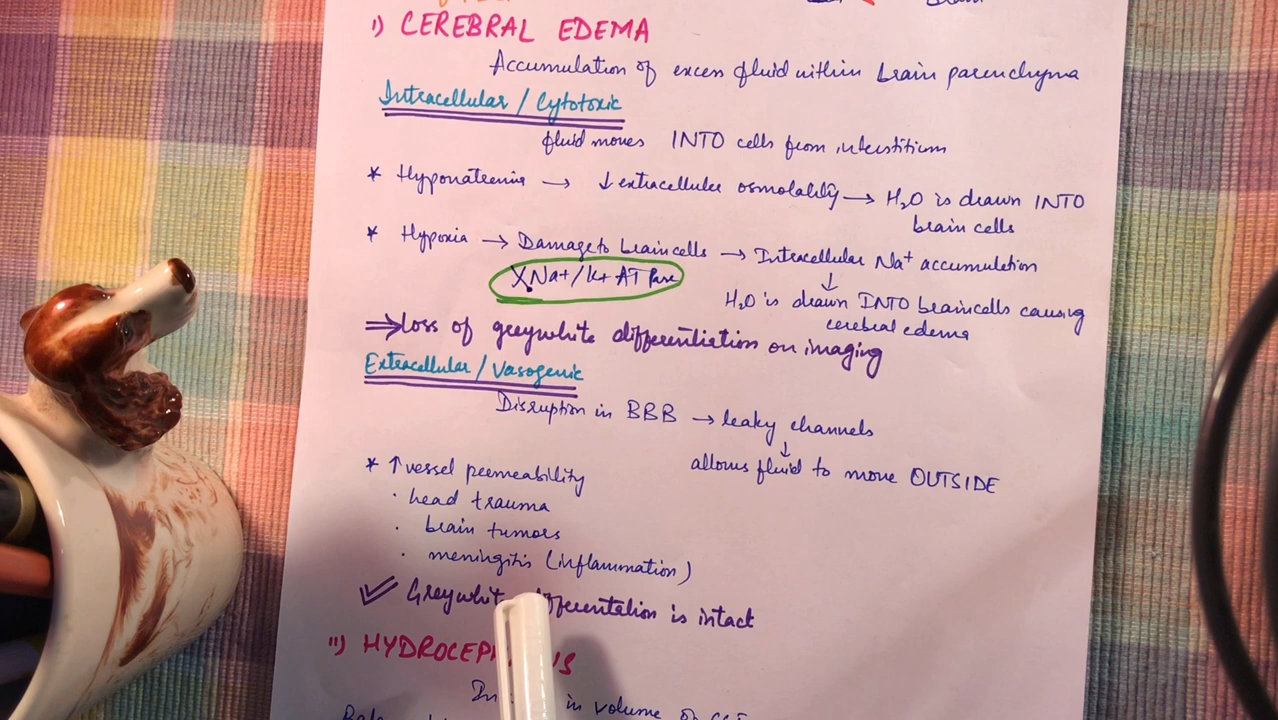 i) CEREBRAL EDEMA
Accumulation of excess fluid within brain parenchyma
Intracellular / Cytotoxic
fluid moves INTO cells from interstitium
* Hyponatremia → ↓ extracellular osmolality → H₂O is drawn INTO
brain cells
* Hypoxia → Damage to brain cells → Intracellular Na⁺ accumulation
X Na+/K+ ATPase
↓
H₂O is drawn INTO brain cells causing
cerebral edema
⇒ Loss of grey white differentiation on imaging
Extracellular / Vasogenic
Disruption in BBB → leaky channels
↓
allows fluid to move OUTSIDE
* ↑ vessel permeability
· head trauma
· brain tumors
· meningitis (inflammation)
✓ Grey is intact
ii)
in volume of